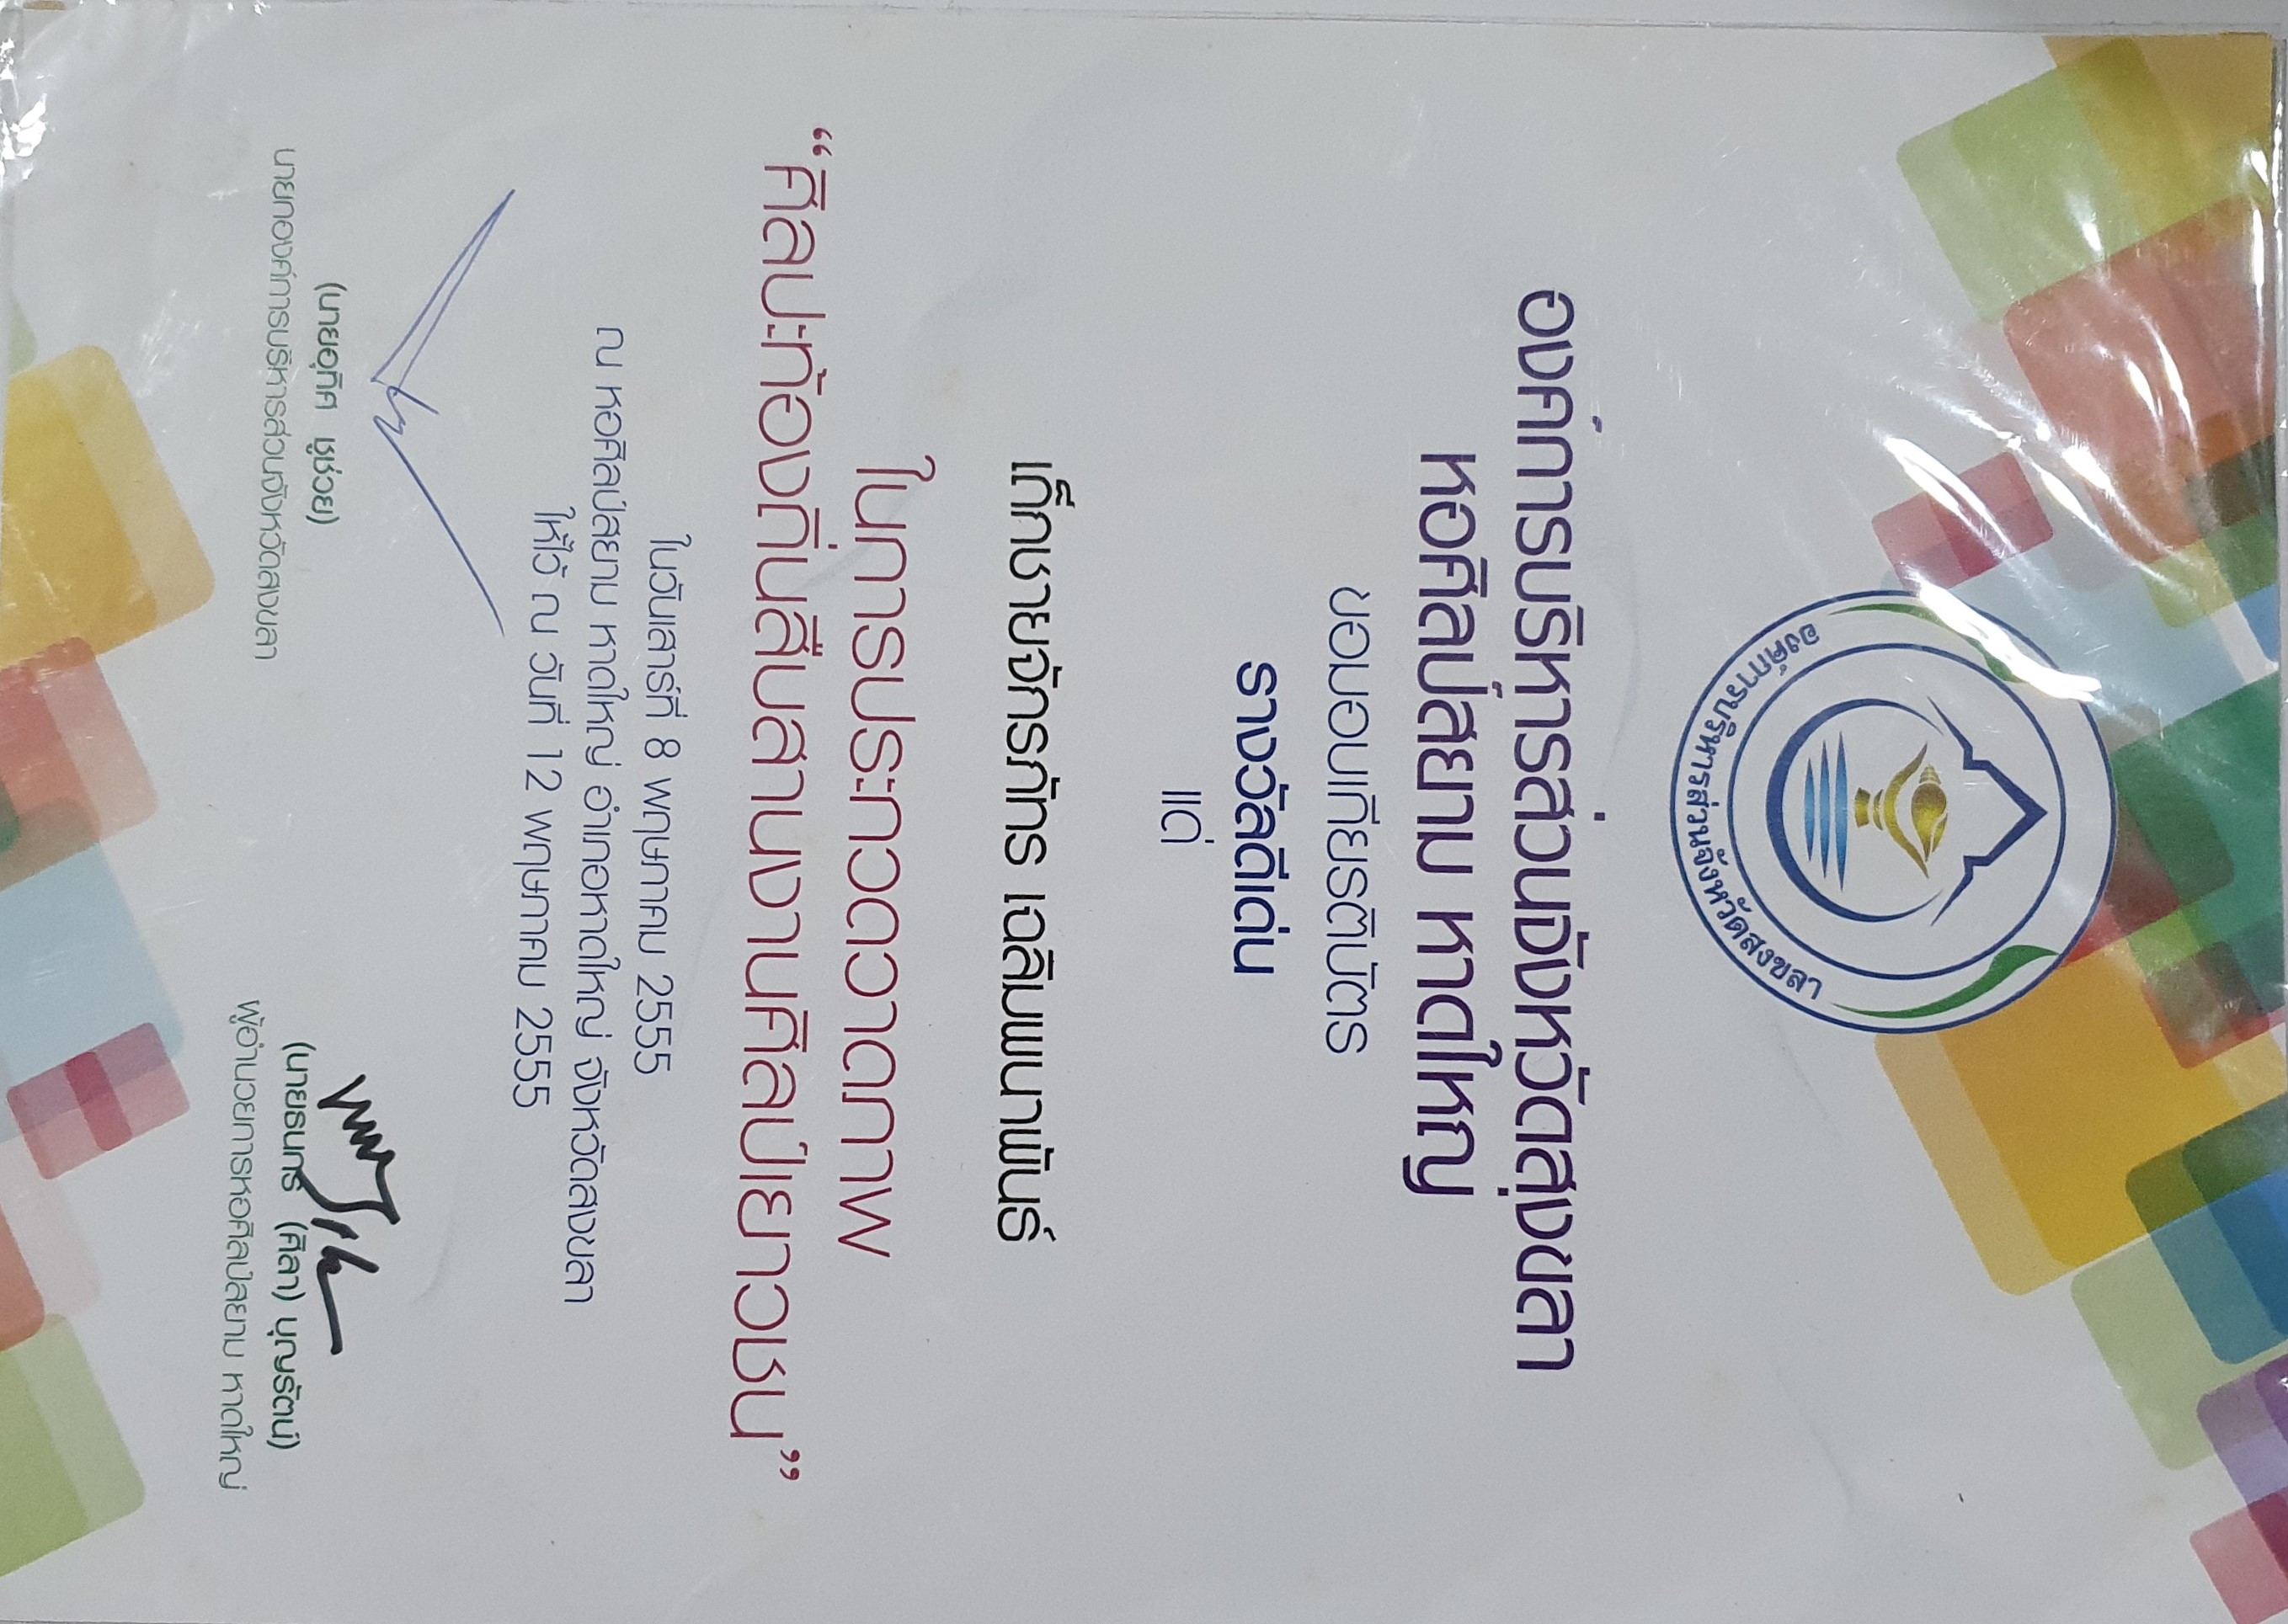 องค์การบริหารส่วนจังหวัดสงขลา
องค์การบริหารส่วนจังหวัดสงขลา
หอศิลป์สยาม หาดใหญ่
ขอมอบเกียรติบัตร
รางวัลดีเด่น
แด่
เด็กชายจักรภัทร เฉลิมพนาพันธ์
ในการประกวดวาดภาพ
“ศิลปะท้องถิ่นสืบสานงานศิลป์เยาวชน”
ในวันเสาร์ที่ 8 พฤษภาคม 2555
ณ หอศิลป์สยาม หาดใหญ่ อำเภอหาดใหญ่ จังหวัดสงขลา
ให้ไว้ ณ วันที่ 12 พฤษภาคม 2555
(นายอุทิศ ชูช่วย)
นายกองค์การบริหารส่วนจังหวัดสงขลา
(นายธนกร (ศิลา) บุญรัตน์)
ผู้อำนวยการหอศิลป์สยาม หาดใหญ่